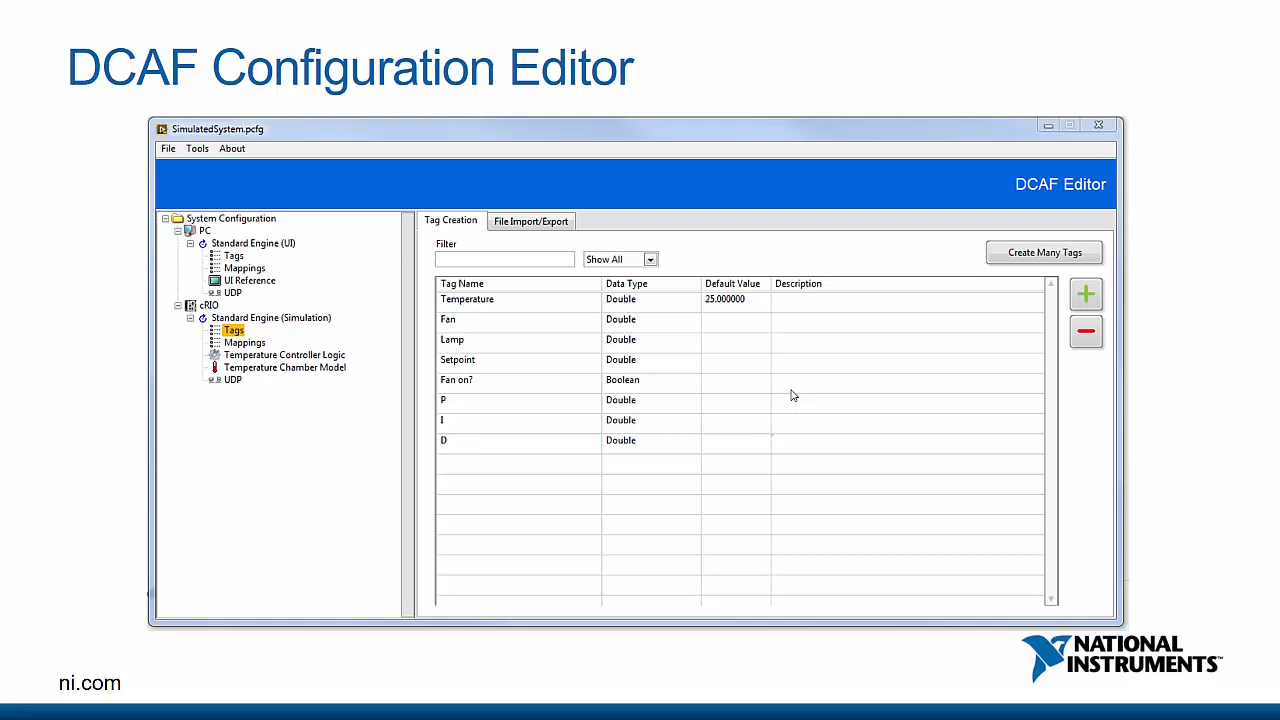 DCAF Configuration Editor
SimulatedSystem.pcfg
File Tools About
DCAF Editor
System Configuration
PC
Standard Engine (UI)
Tags
Mappings
UI Reference
UDP
cRIO
Standard Engine (Simulation)
Tags
Mappings
Temperature Controller Logic
Temperature Chamber Model
UDP
Tag Creation File Import/Export
Filter
Show All
Create Many Tags
Tag Name Data Type Default Value Description
Temperature Double 25.000000
Fan Double
Lamp Double
Setpoint Double
Fan on? Boolean
P Double
I Double
D Double
NATIONAL
INSTRUMENTS™
ni.com